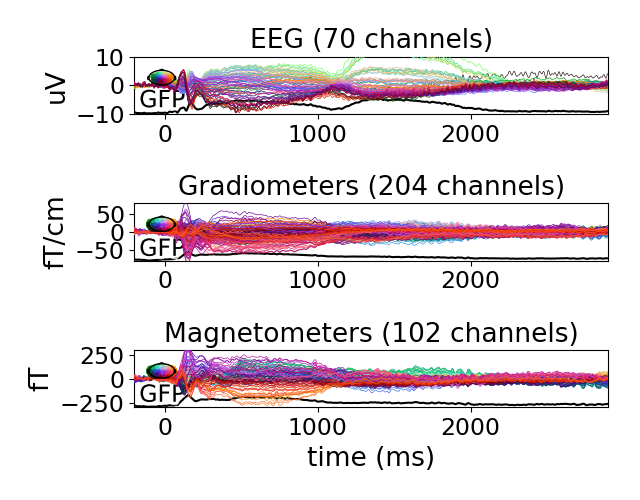 EEG (70 channels)
10
0
−10
uV
GFP
0
1000
2000
Gradiometers (204 channels)
50
0
−50
fT/cm
GFP
0
1000
2000
Magnetometers (102 channels)
250
0
−250
fT
GFP
0
1000
2000
time (ms)